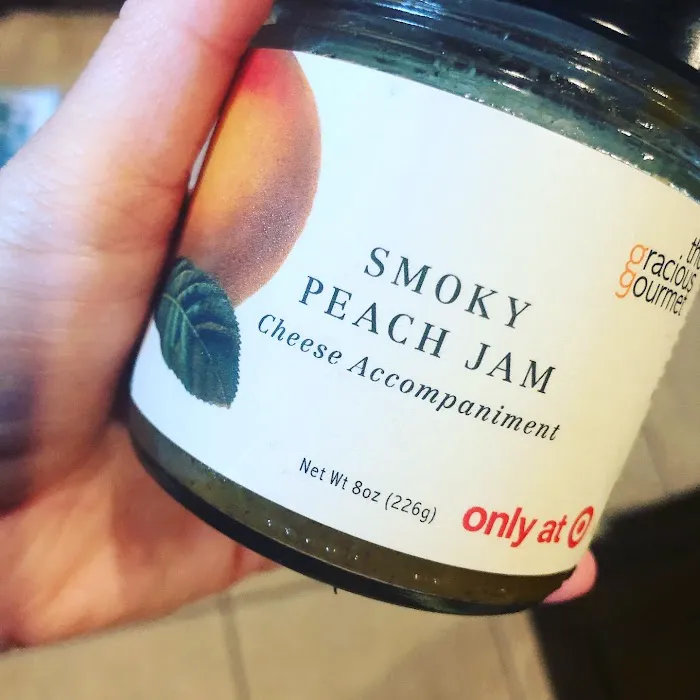 SMOKY
PEACH JAM
Cheese Accompaniment
Net Wt 8oz (226g)
only at
the
gracious
gourmet